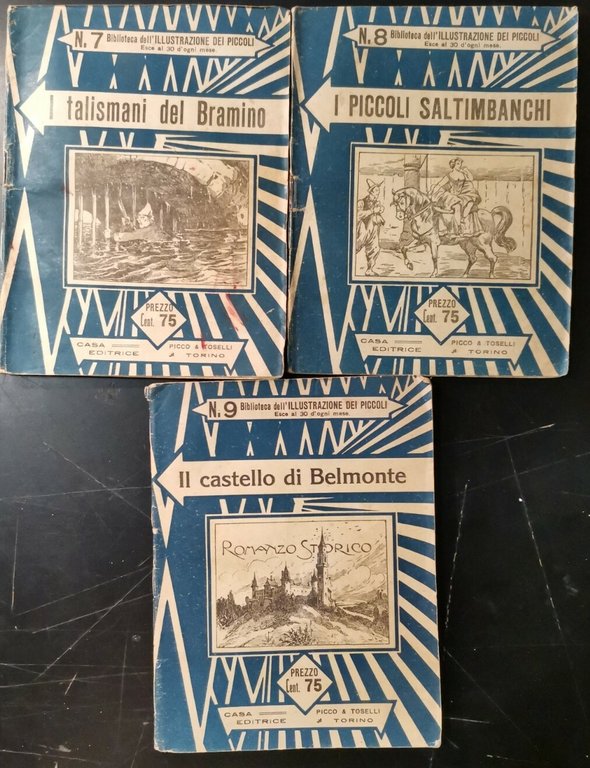 N. 7 Biblioteca dell'ILLUSTRAZIONE DEI PICCOLI
Esce al 30 d'ogni mese.
I talismani del Bramino
PREZZO
Cent. 75
CASA EDITRICE
PICCO & TOSELLI
TORINO
N. 8 Biblioteca dell'ILLUSTRAZIONE DEI PICCOLI
Esce al 30 d'ogni mese.
I PICCOLI SALTIMBANCHI
PREZZO
Cent. 75
CASA EDITRICE
PICCO & TOSELLI
TORINO
N. 9 Biblioteca dell'ILLUSTRAZIONE DEI PICCOLI
Esce al 30 d'ogni mese.
Il castello di Belmonte
ROMANZO STORICO
PREZZO
Cent. 75
CASA EDITRICE
PICCO & TOSELLI
TORINO